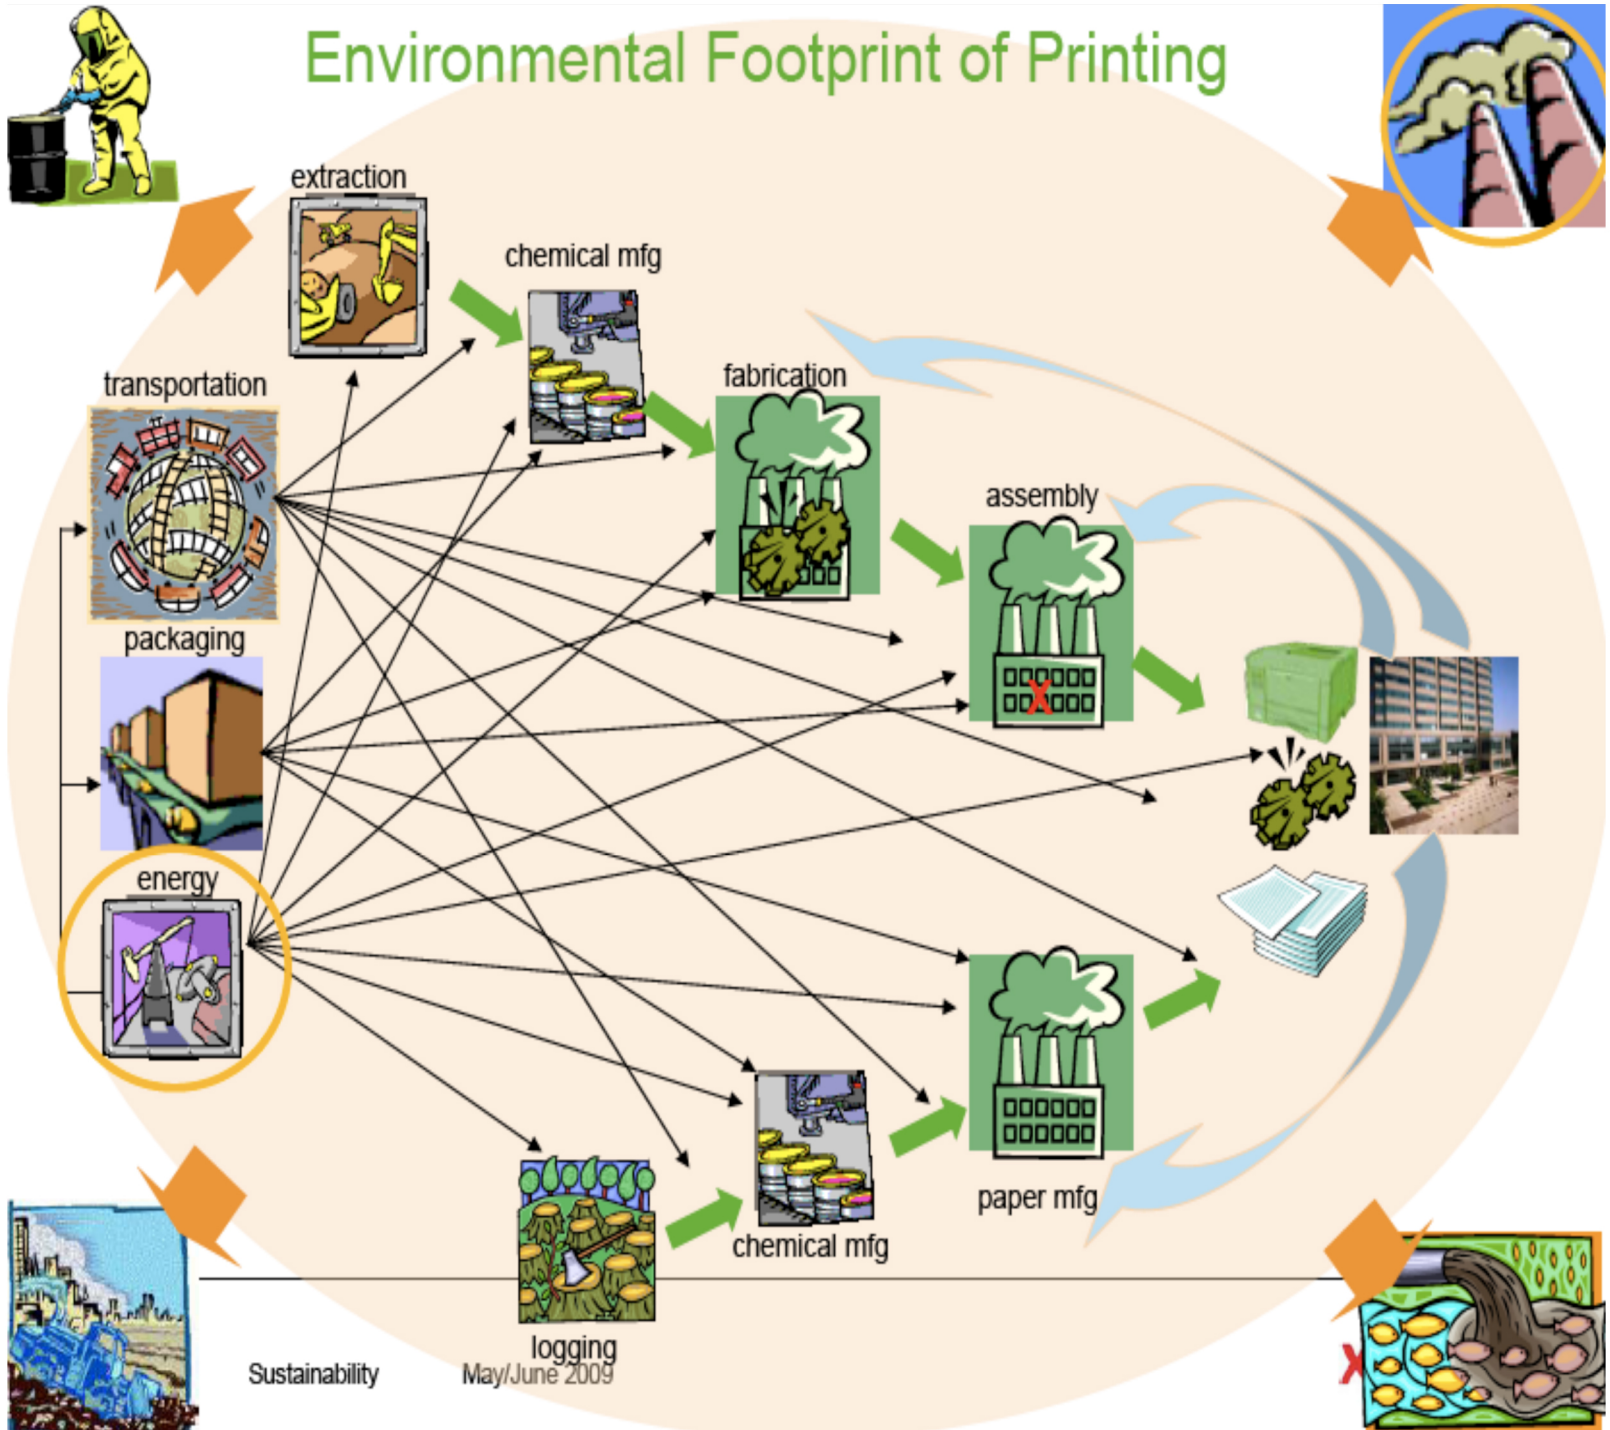 Environmental Footprint of Printing
extraction
chemical mfg
transportation
fabrication
assembly
packaging
energy
paper mfg
chemical mfg
logging
Sustainability May/June 2009
X
X